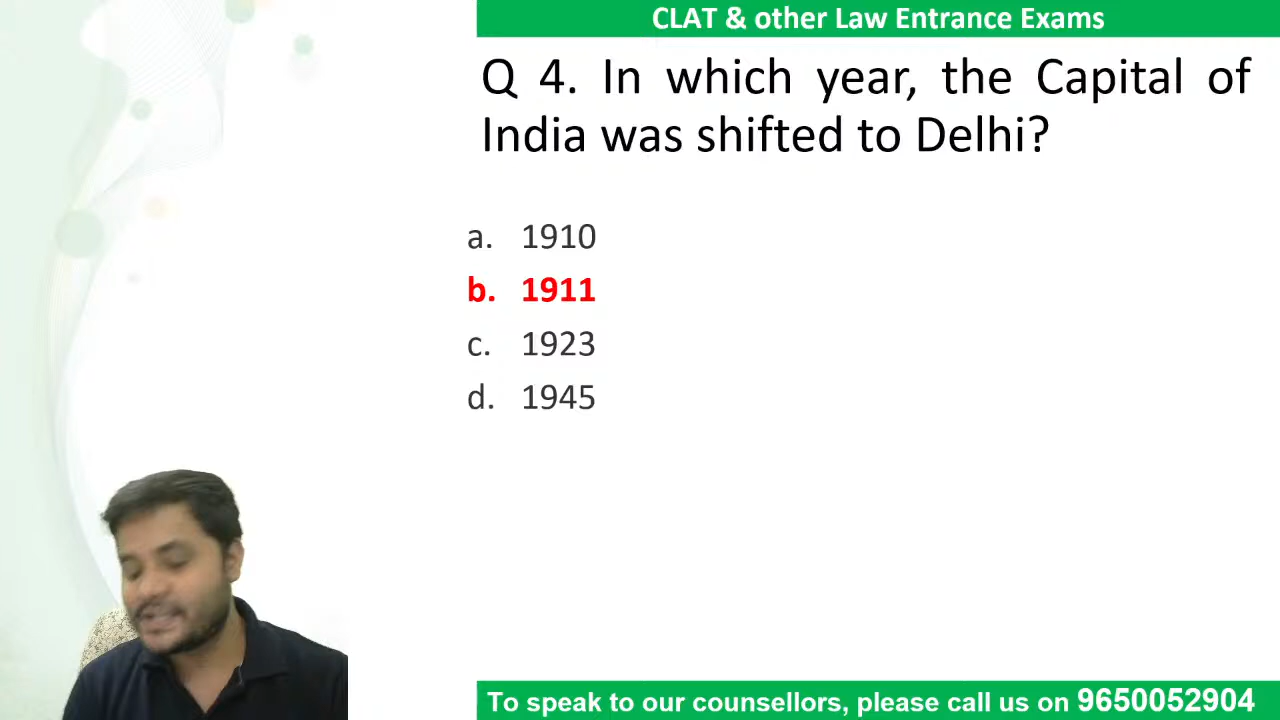 CLAT & other Law Entrance Exams
Q 4. In which year, the Capital of
India was shifted to Delhi?
a. 1910
b. 1911
c. 1923
d. 1945
To speak to our counsellors, please call us on 9650052904